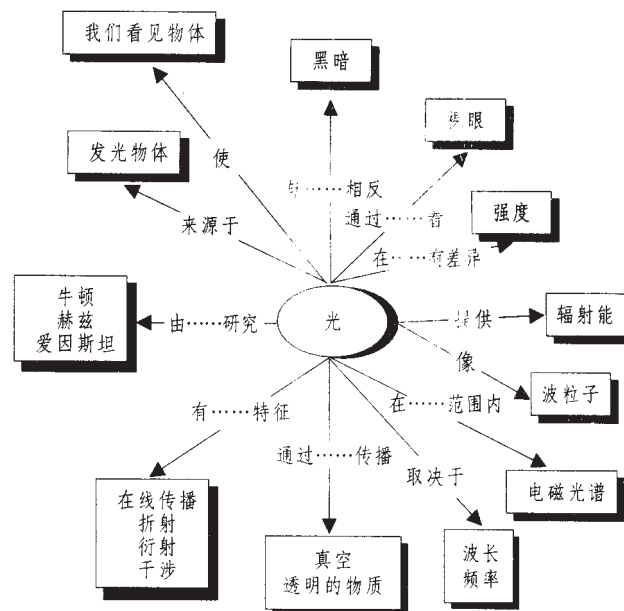 我们看见物体
黑暗
眼
发光物体
使
……相反
通过……看
强度
来源于
在……有差异
牛顿
赫兹
爱因斯坦
由……研究
光
提供
辐射能
像
波粒子
有……特征
在……范围内
通过……传播
取决于
电磁光谱
在线传播
折射
衍射
干涉
真空
透明的物质
波长
频率